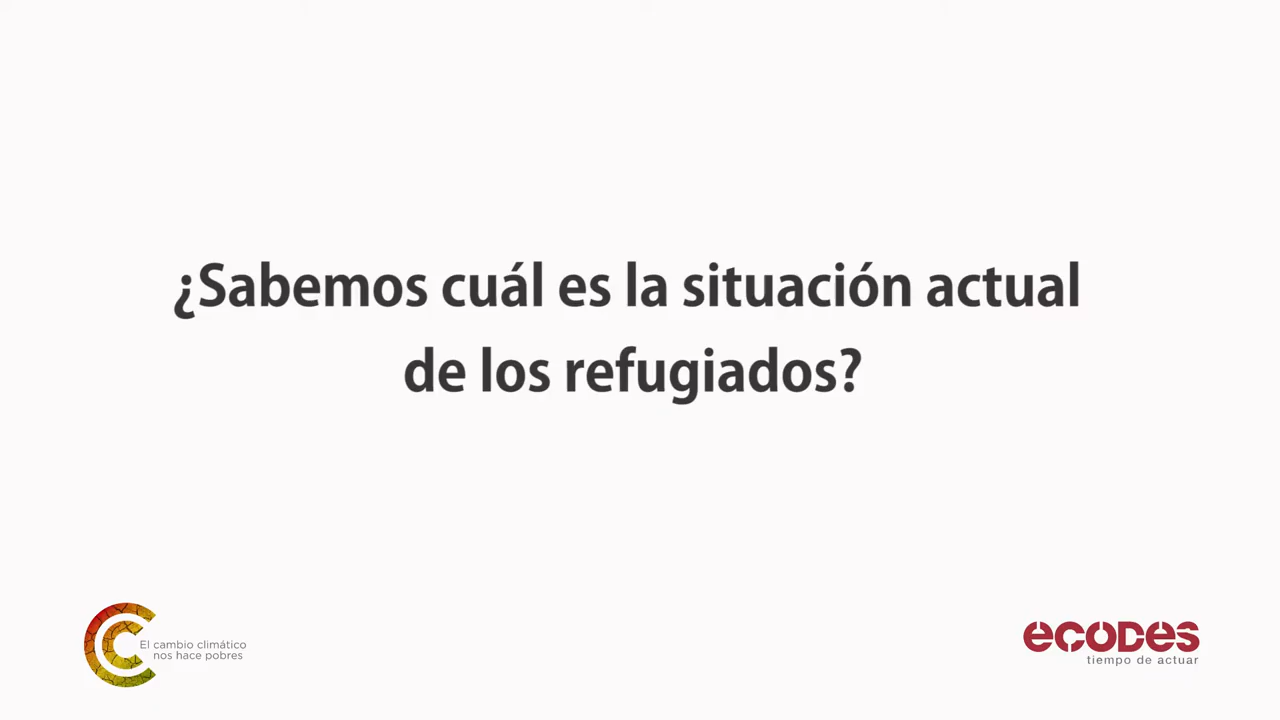 ¿Sabemos cuál es la situación actual
de los refugiados?
El cambio climático
nos hace pobres
ecodes
tiempo de actuar